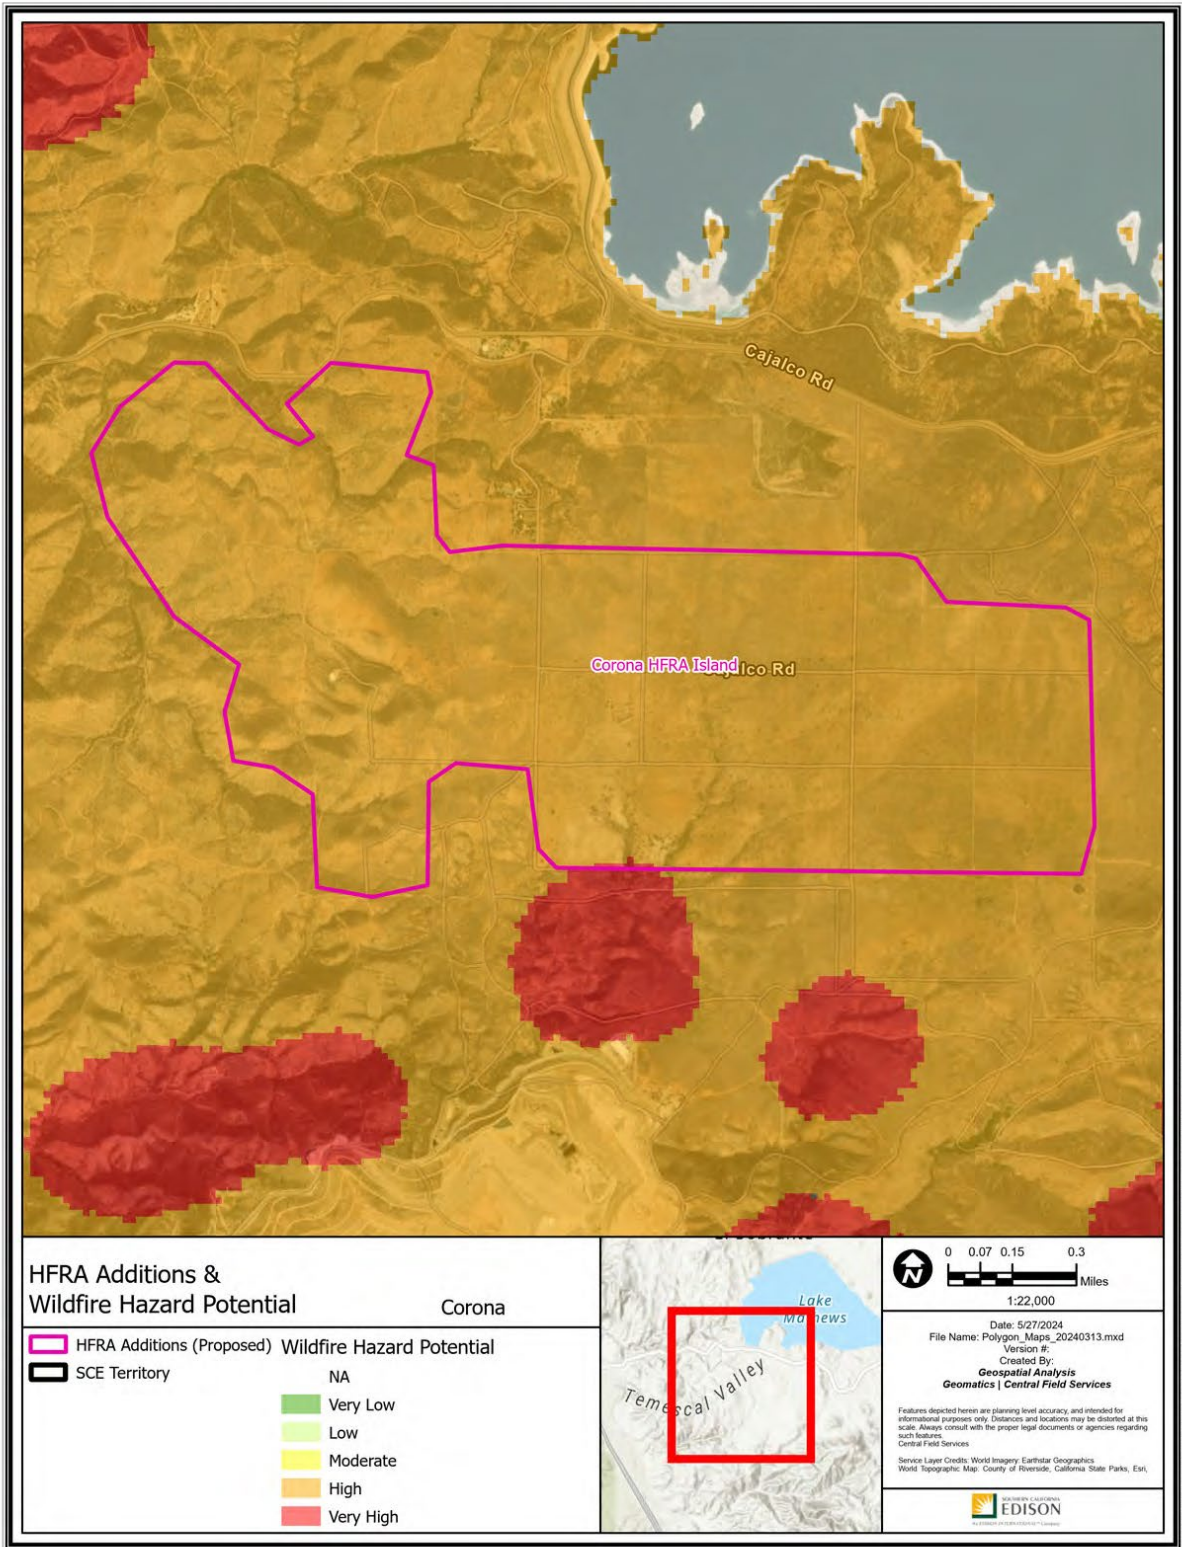 Cajalco Rd
Corona HFRA Island
HFRA Additions &
Wildfire Hazard Potential
Corona
HFRA Additions (Proposed)
SCE Territory
Wildfire Hazard Potential
NA
Very Low
Low
Moderate
High
Very High
Lake
Temescal Valley
N
0 0.07 0.15 0.3
Miles
1:22,000
Date: 5/27/2024
File Name: Polygon_Maps_20240313.mxd
Version #:
Created By:
Geospatial Analysis
Geomatics | Central Field Services
Features depicted herein are planning level accuracy, and intended for
informational purposes only. Distances and locations may be distorted at this
scale. Always consult with the proper legal documents or agencies regarding
such features.
Central Field Services
Service Layer Credits: World Imagery: Earthstar Geographics
World Topographic Map: County of Riverside, California State Parks, Esri,
SOUTHERN CALIFORNIA
EDISON
An EDISON INTERNATIONAL℠ Company